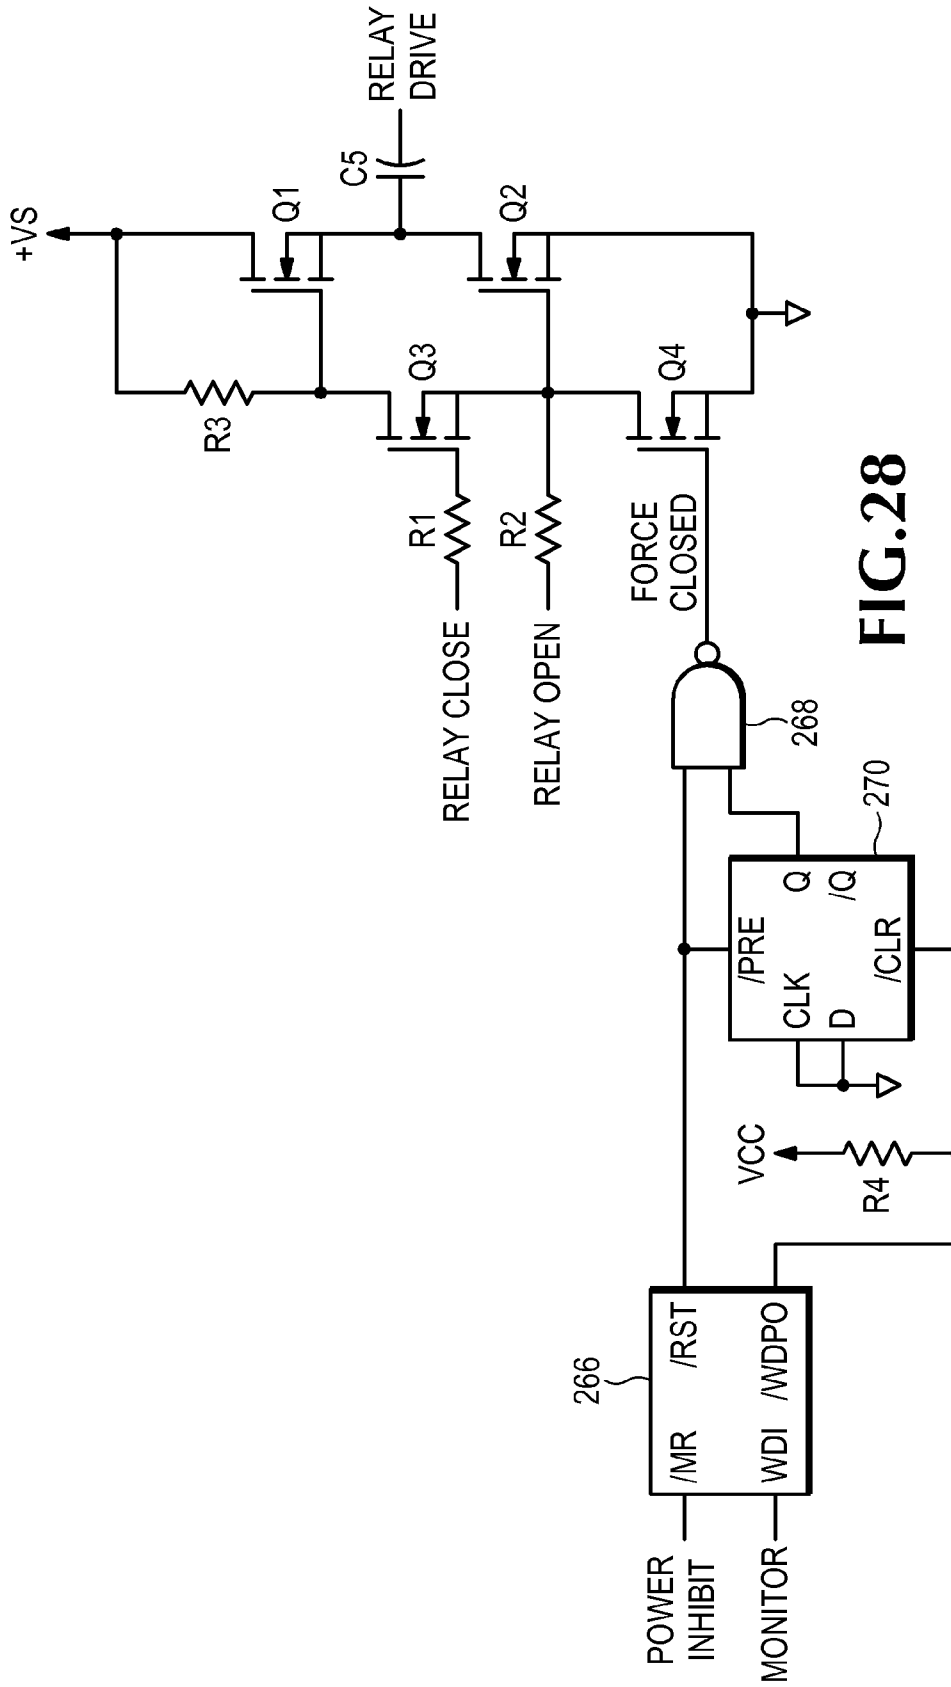 +VS
RELAY
DRIVE
C5
Q1
Q2
R3
Q3
Q4
R1
R2
RELAY CLOSE
RELAY OPEN
FORCE
CLOSED
268
270
/PRE
CLK
D
Q
/Q
/CLR
VCC
R4
266
/MR
/RST
WDI
/WDPO
POWER
INHIBIT
MONITOR
FIG.28